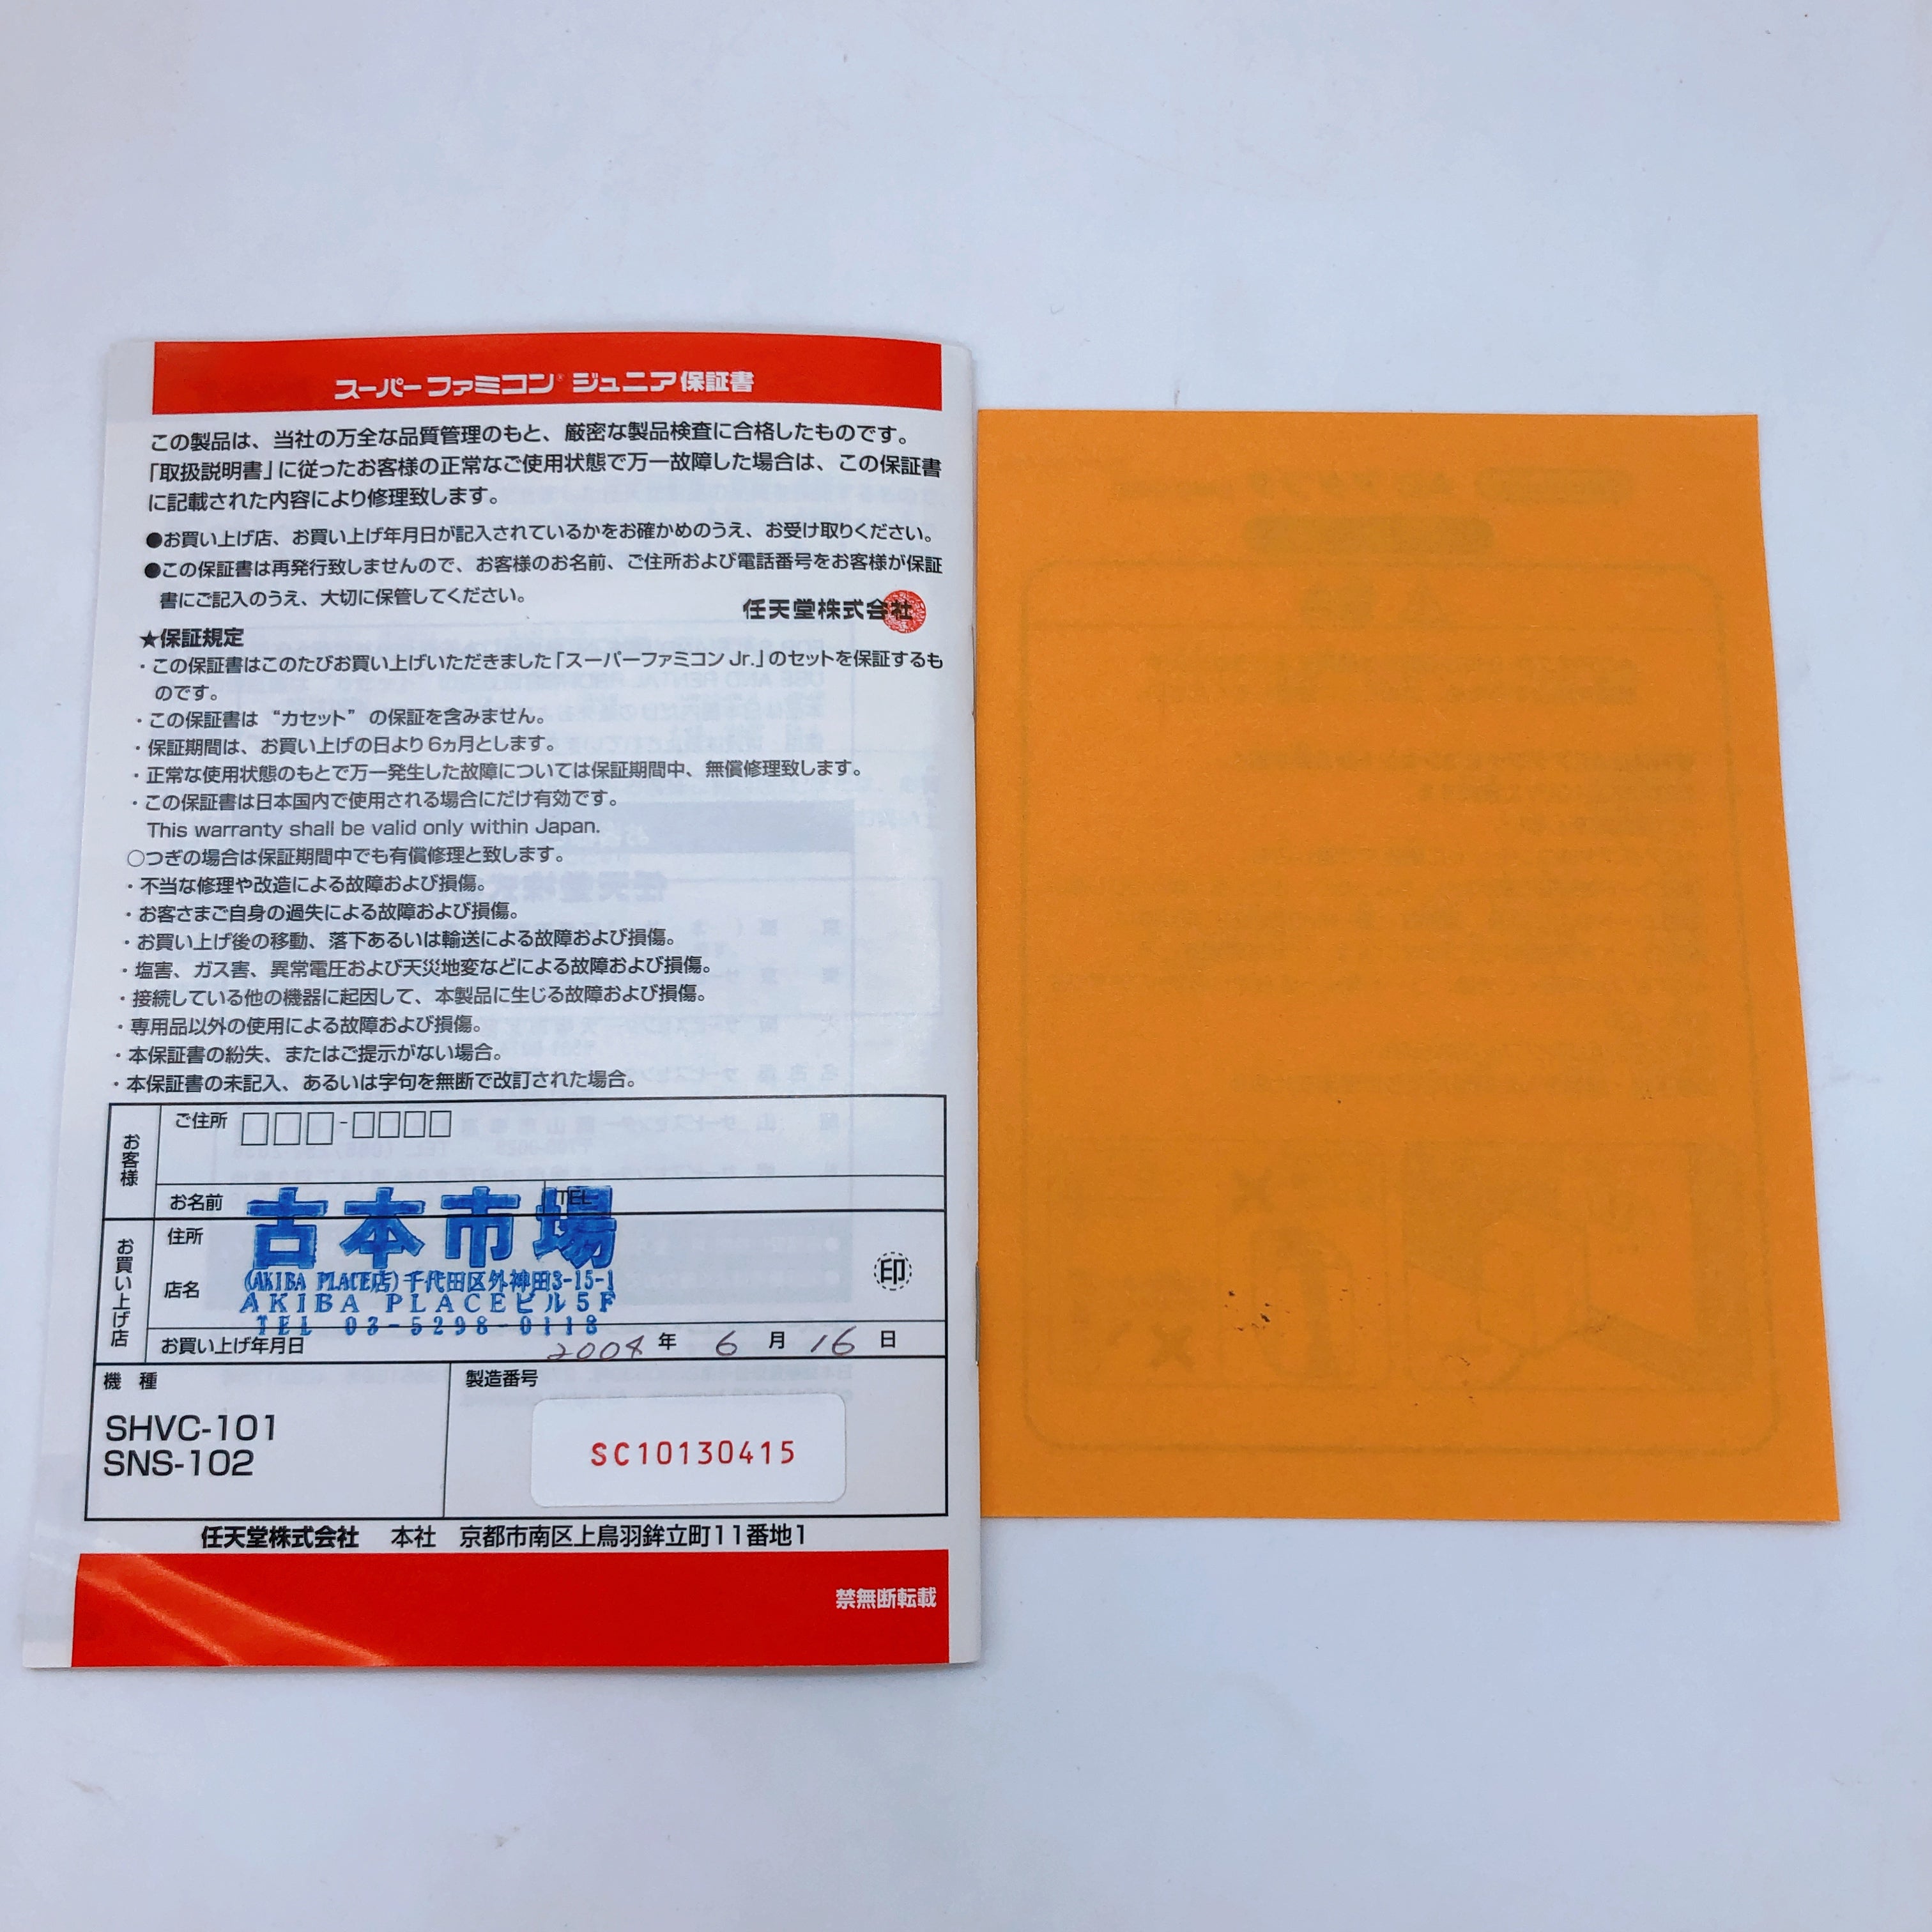 スーパーファミコン® ジュニア保証書
この製品は、当社の万全な品質管理のもと、厳密な製品検査に合格したものです。
「取扱説明書」に従ったお客様の正常なご使用状態で万一故障した場合は、この保証書
に記載された内容により修理致します。
●お買い上げ店、お買い上げ年月日が記入されているかをお確かめのうえ、お受け取りください。
●この保証書は再発行致しませんので、お客様のお名前、ご住所および電話番号をお客様が保証
書にご記入のうえ、大切に保管してください。
任天堂株式会社
★保証規定
・この保証書はこのたびお買い上げいただきました「スーパーファミコンJr.」のセットを保証するも
のです。
・この保証書は“カセット”の保証を含みません。
・保証期間は、お買い上げの日より6ヵ月とします。
・正常な使用状態のもとで万一発生した故障については保証期間中、無償修理致します。
・この保証書は日本国内で使用される場合にだけ有効です。
This warranty shall be valid only within Japan.
○つぎの場合は保証期間中でも有償修理と致します。
・不当な修理や改造による故障および損傷。
・お客さまご自身の過失による故障および損傷。
・お買い上げ後の移動、落下あるいは輸送による故障および損傷。
・塩害、ガス害、異常電圧および天災地変などによる故障および損傷。
・接続している他の機器に起因して、本製品に生じる故障および損傷。
・専用品以外の使用による故障および損傷。
・本保証書の紛失、またはご提示がない場合。
・本保証書の未記入、あるいは字句を無断で改訂された場合。
お客様
ご住所 □□□-□□□□
お名前 TEL
お買い上げ店
住所
古本市場
店名
(AKIBA PLACE店)千代田区外神田3-15-1
AKIBA PLACEビル5F
TEL 03-5298-0118
印
お買い上げ年月日 2004 年 6 月 16 日
機種
SHVC-101
SNS-102
製造番号
SC10130415
任天堂株式会社 本社 京都市南区上鳥羽鉾立町11番地1
禁無断転載